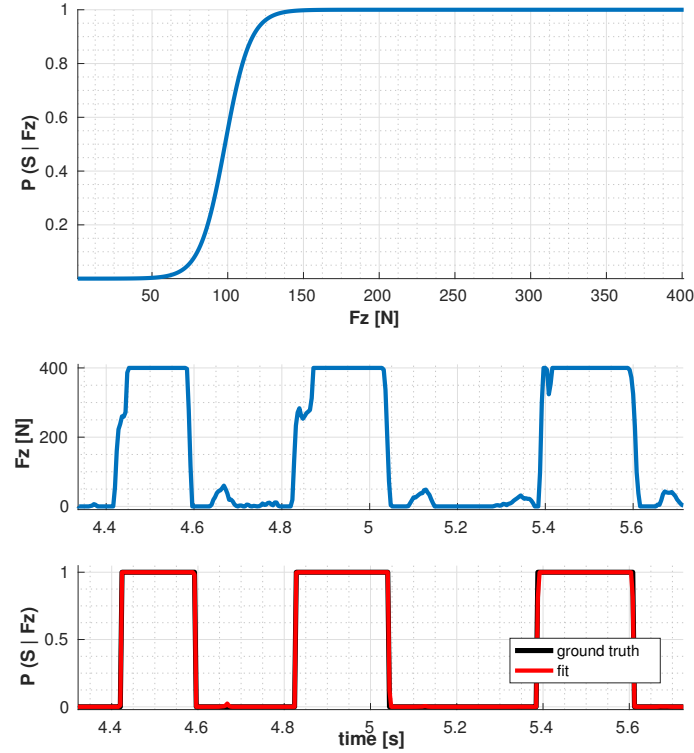 1
0.8
0.6
0.4
0.2
P (S | Fz)
50 100 150 200 250 300 350 400
Fz [N]
400
200
0
Fz [N]
4.4 4.6 4.8 5 5.2 5.4 5.6
1
0.5
0
P (S | Fz)
ground truth
fit
4.4 4.6 4.8 5 5.2 5.4 5.6
time [s]